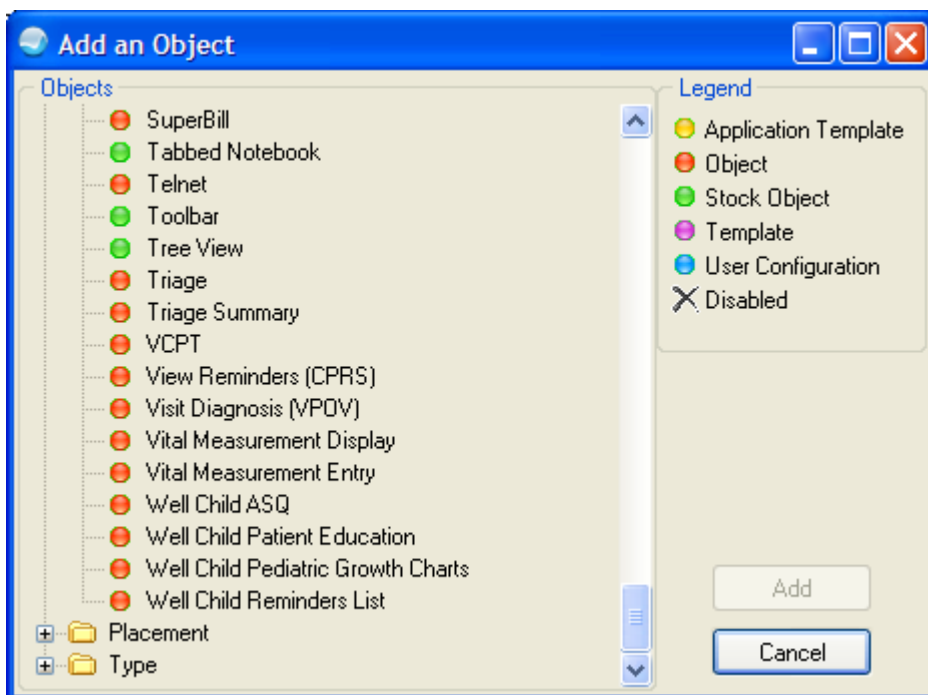 Add an Object
Objects
SuperBill
Tabbed Notebook
Telnet
Toolbar
Tree View
Triage
Triage Summary
VCPT
View Reminders (CPRS)
Visit Diagnosis (VPOV)
Vital Measurement Display
Vital Measurement Entry
Well Child ASQ
Well Child Patient Education
Well Child Pediatric Growth Charts
Well Child Reminders List
Placement
Type
Legend
Application Template
Object
Stock Object
Template
User Configuration
Disabled
Add
Cancel